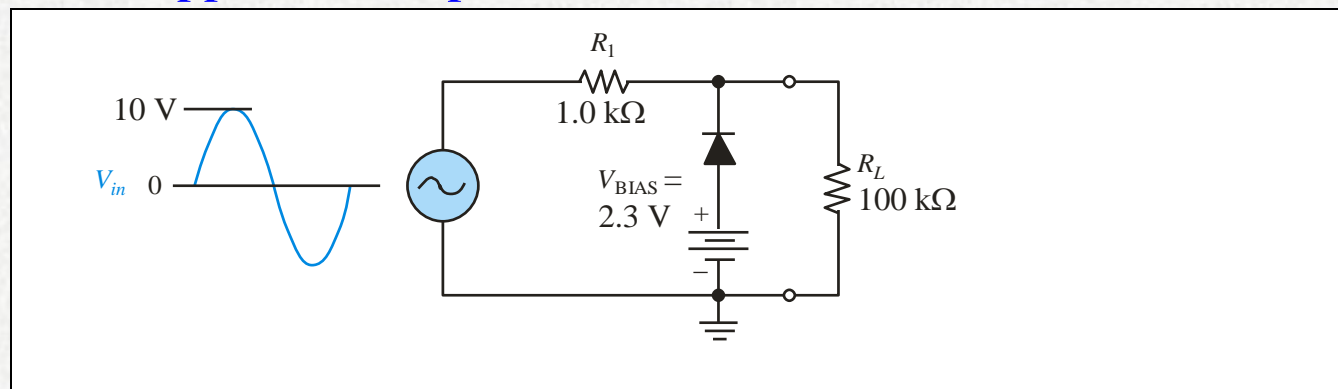 R1
1.0 kΩ
10 V
Vin 0
VBIAS =
2.3 V
+
−
RL
100 kΩ